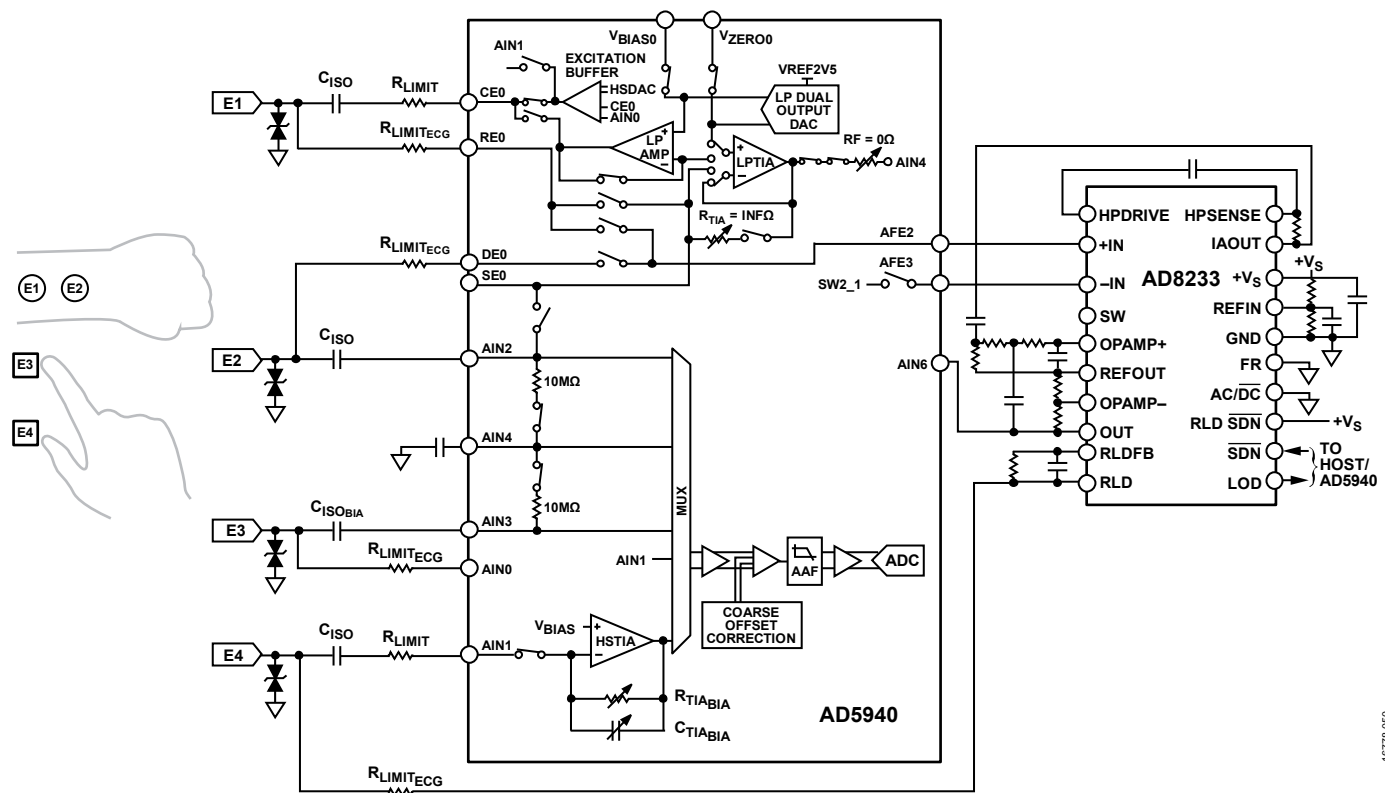 VBIAS0
VZERO0
AIN1
EXCITATION
BUFFER
HSDAC
CE0
AIN0
VREF2V5
LP DUAL
OUTPUT
DAC
CISO
RLIMIT
E1
CE0
RLIMITECG
RE0
LP
AMP
+
−
+
−
LPTIA
RF = 0Ω
AIN4
RTIA = INFΩ
HPDRIVE
HPSENSE
+IN
IAOUT
AD8233
+VS
+VS
−IN
REFIN
SW
GND
OPAMP+
FR
REFOUT
AC/DC
OPAMP−
RLD SDN
+VS
OUT
SDN
TO
HOST/
AD5940
RLDFB
LOD
RLD
RLIMITECG
DE0
SE0
AFE2
AFE3
SW2_1
E1
E2
E2
CISO
AIN2
AIN6
10MΩ
E3
E4
AIN4
MUX
10MΩ
E3
CISOBIA
AIN3
RLIMITECG
AIN0
AIN1
AAF
ADC
COARSE
OFFSET
CORRECTION
CISO
RLIMIT
E4
AIN1
VBIAS
+
−
HSTIA
RTIABIA
CTIABIA
AD5940
RLIMITECG